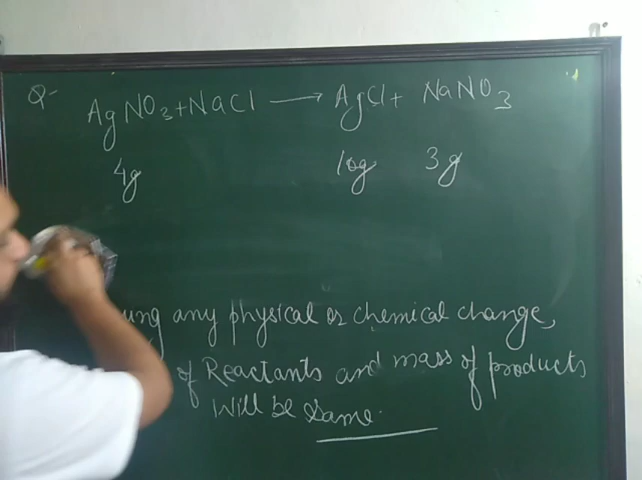 Q- AgNO3+NaCl → AgCl+ NaNO3
4g 10g 3g
any physical or chemical change,
of Reactants and mass of products
will be same.